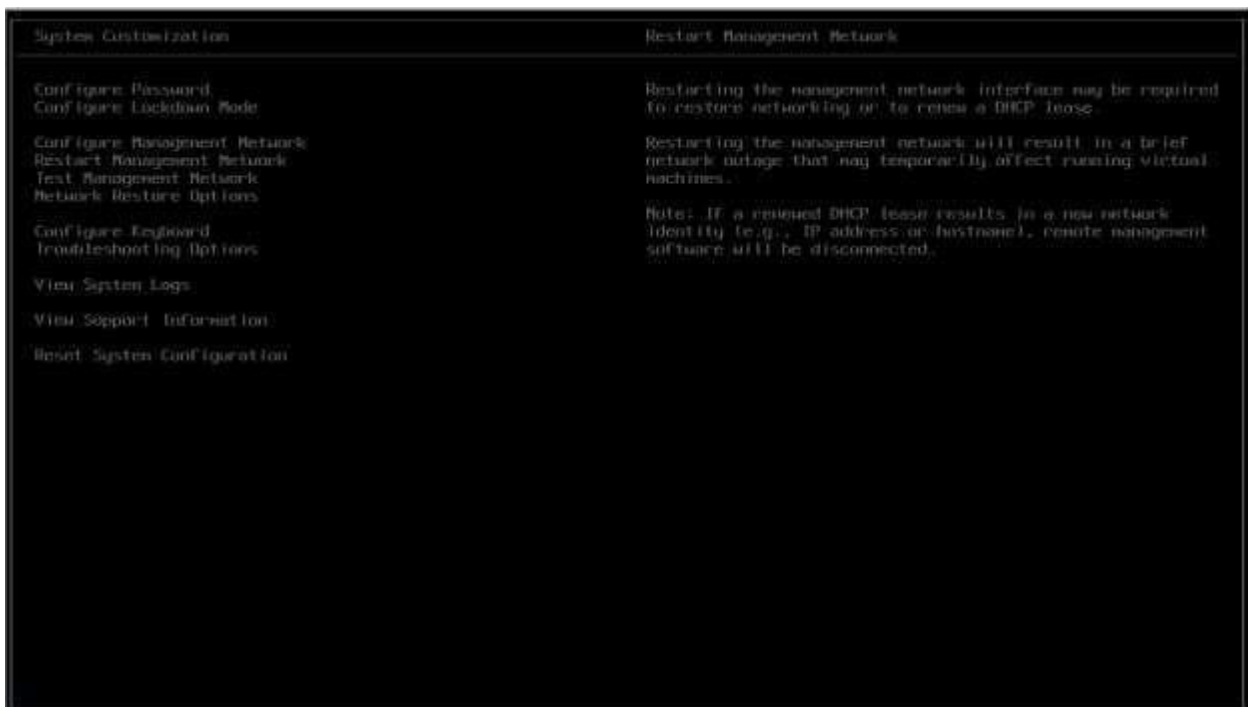 System Customization
Restart Management Network
Configure Password
Configure Lockdown Mode
Configure Management Network
Restart Management Network
Test Management Network
Network Restore Options
Configure Keyboard
Troubleshooting Options
View System Logs
View Support Information
Reset System Configuration
Restarting the management network interface may be required
to restore networking or to renew a DHCP lease.
Restarting the management network will result in a brief
network outage that may temporarily affect running virtual
machines.
Note: If a renewed DHCP lease results in a new network
identity (e.g., IP address or hostname), remote management
software will be disconnected.